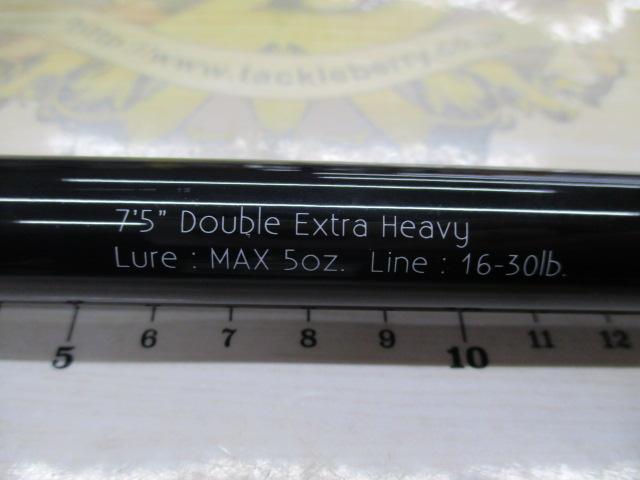 http://www.tackleberry.co.jp
7'5" Double Extra Heavy
Lure : MAX 5oz. Line : 16-30lb.
5 6 7 8 9 10 11 12